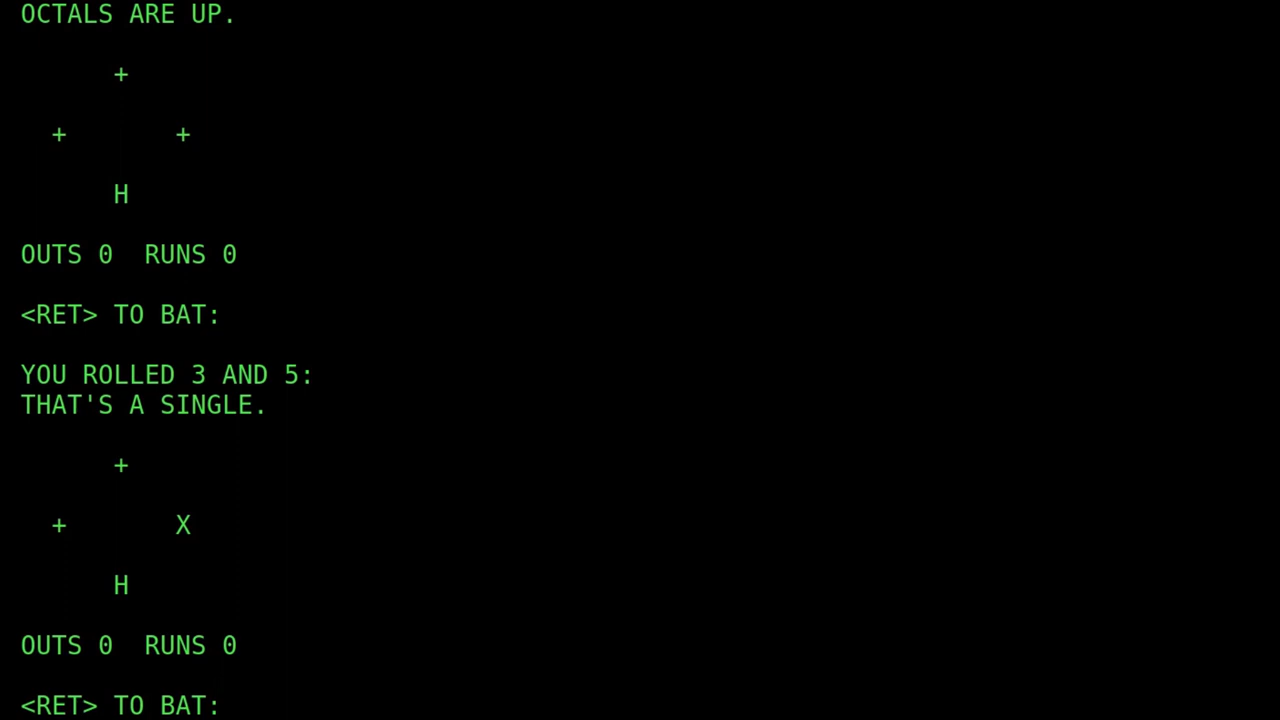 OCTALS ARE UP.
+
+ +
H
OUTS 0  RUNS 0
<RET> TO BAT:
YOU ROLLED 3 AND 5:
THAT'S A SINGLE.
+
+ X
H
OUTS 0  RUNS 0
<RET> TO BAT: